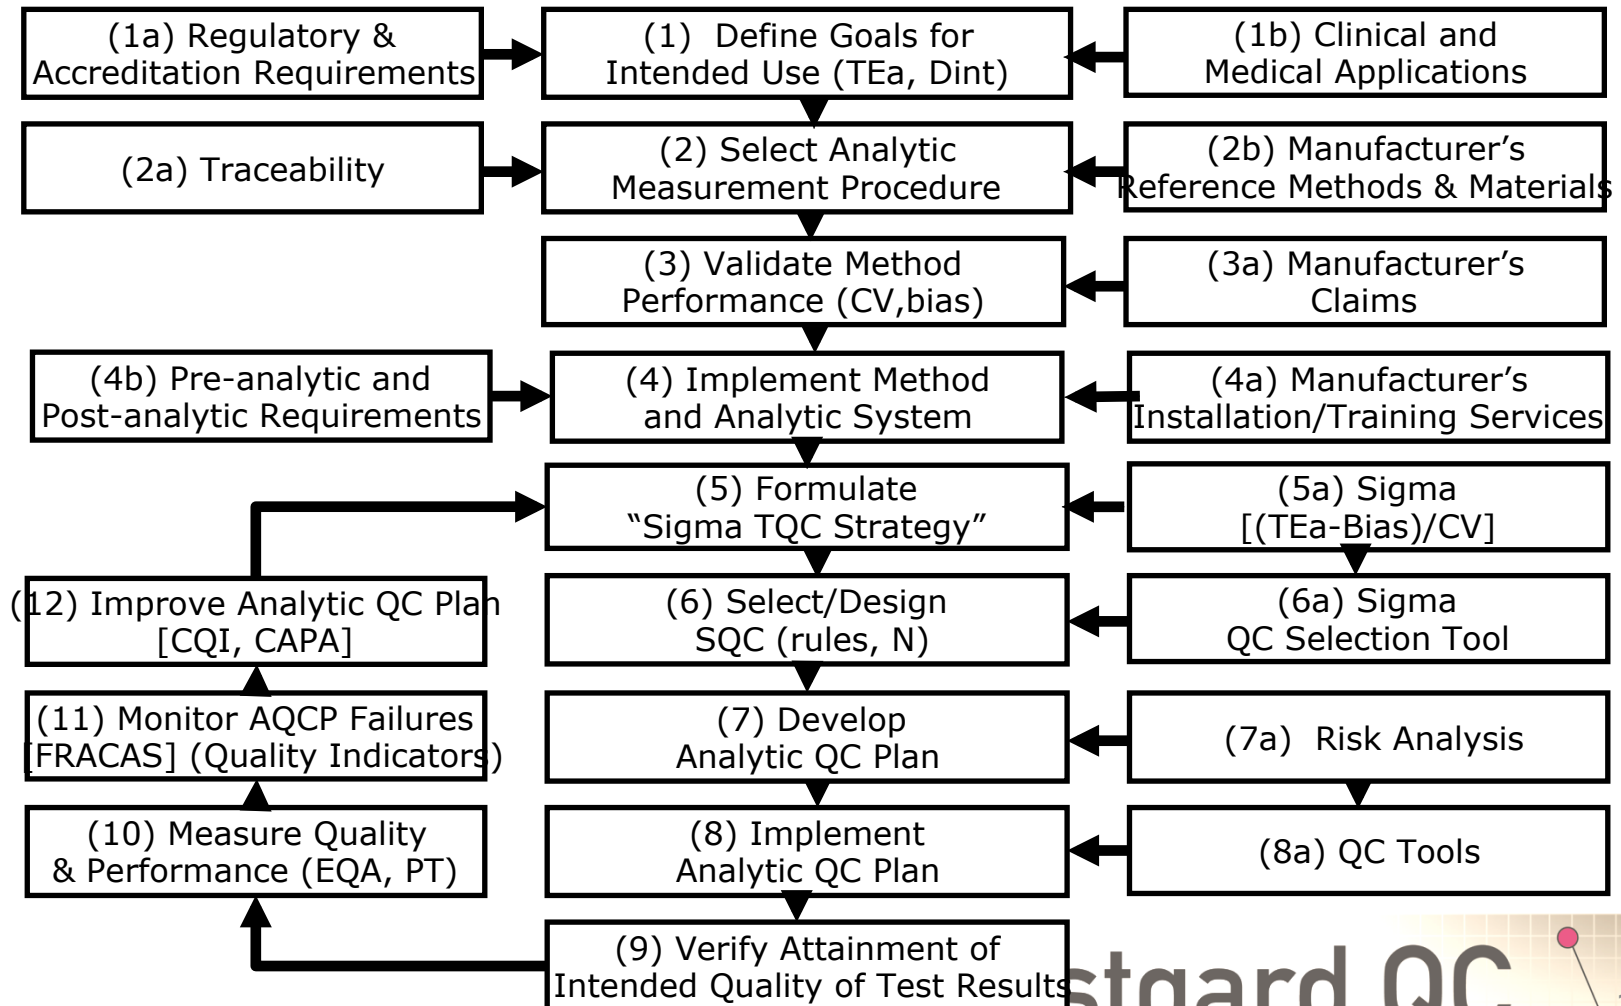 (1a) Regulatory &
Accreditation Requirements
(1) Define Goals for
Intended Use (TEa, Dint)
(1b) Clinical and
Medical Applications
(2a) Traceability
(2) Select Analytic
Measurement Procedure
(2b) Manufacturer’s
Reference Methods & Materials
(3) Validate Method
Performance (CV,bias)
(3a) Manufacturer’s
Claims
(4b) Pre-analytic and
Post-analytic Requirements
(4) Implement Method
and Analytic System
(4a) Manufacturer’s
Installation/Training Services
(5) Formulate
“Sigma TQC Strategy”
(5a) Sigma
[(TEa-Bias)/CV]
(12) Improve Analytic QC Plan
[CQI, CAPA]
(6) Select/Design
SQC (rules, N)
(6a) Sigma
QC Selection Tool
(11) Monitor AQCP Failures
[FRACAS] (Quality Indicators)
(7) Develop
Analytic QC Plan
(7a) Risk Analysis
(10) Measure Quality
& Performance (EQA, PT)
(8) Implement
Analytic QC Plan
(8a) QC Tools
(9) Verify Attainment of
Intended Quality of Test Results
stgard QC